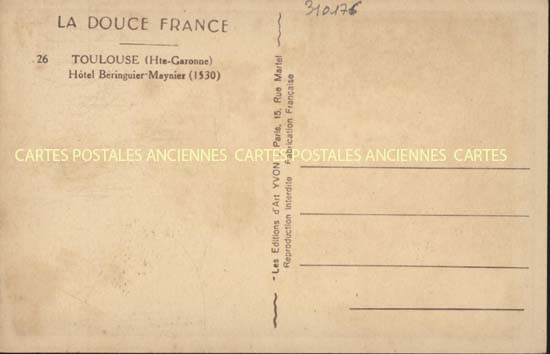 LA DOUCE FRANCE
26 TOULOUSE (Hte-Garonne)
Hôtel Béringuier-Maynier (1530)
310176
Les Editions d'Art YVON Paris, 15, Rue Martel
Reproduction Interdite Fabrication Française
CARTES POSTALES ANCIENNES CARTES POSTALES ANCIENNES CARTES